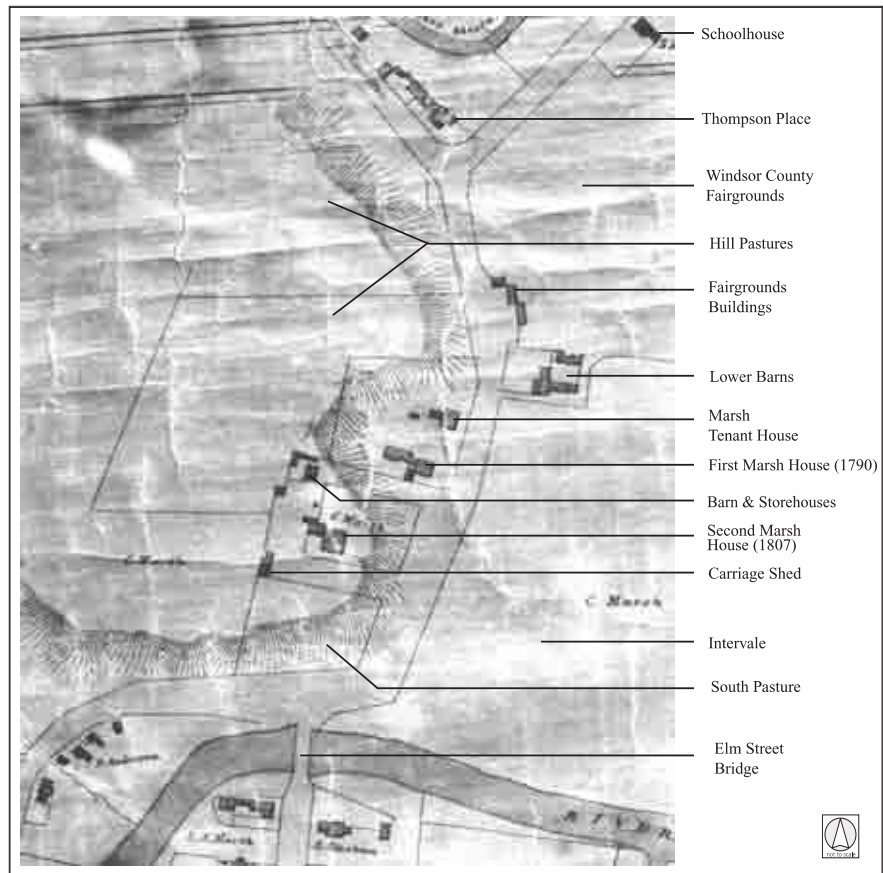 Schoolhouse
Thompson Place
Windsor County
Fairgrounds
Hill Pastures
Fairgrounds
Buildings
Lower Barns
Marsh
Tenant House
First Marsh House (1790)
Barn & Storehouses
Second Marsh
House (1807)
Carriage Shed
C. Marsh
Intervale
South Pasture
Elm Street
Bridge
RIVER
not to scale